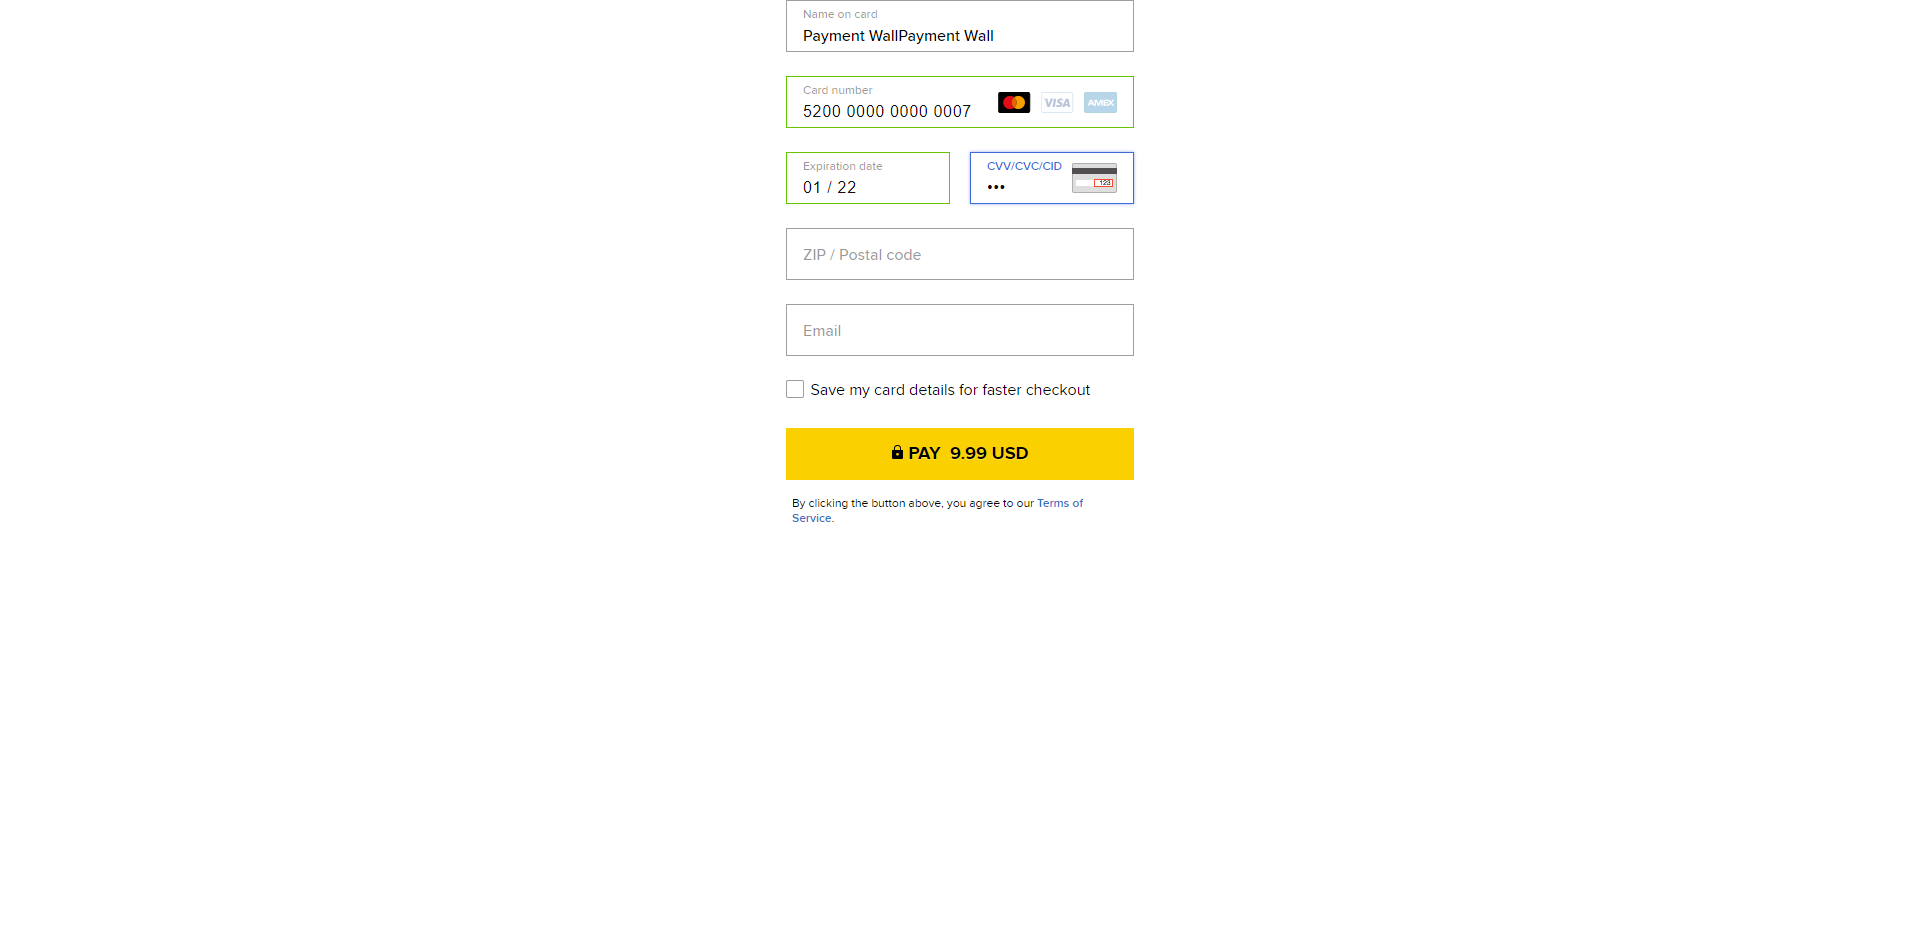 Name on card
Payment WallPayment Wall
Card number
5200 0000 0000 0007
VISA
AMEX
Expiration date
01 / 22
CVV/CVC/CID
•••
123
ZIP / Postal code
Email
Save my card details for faster checkout
PAY 9.99 USD
By clicking the button above, you agree to our Terms of
Service.